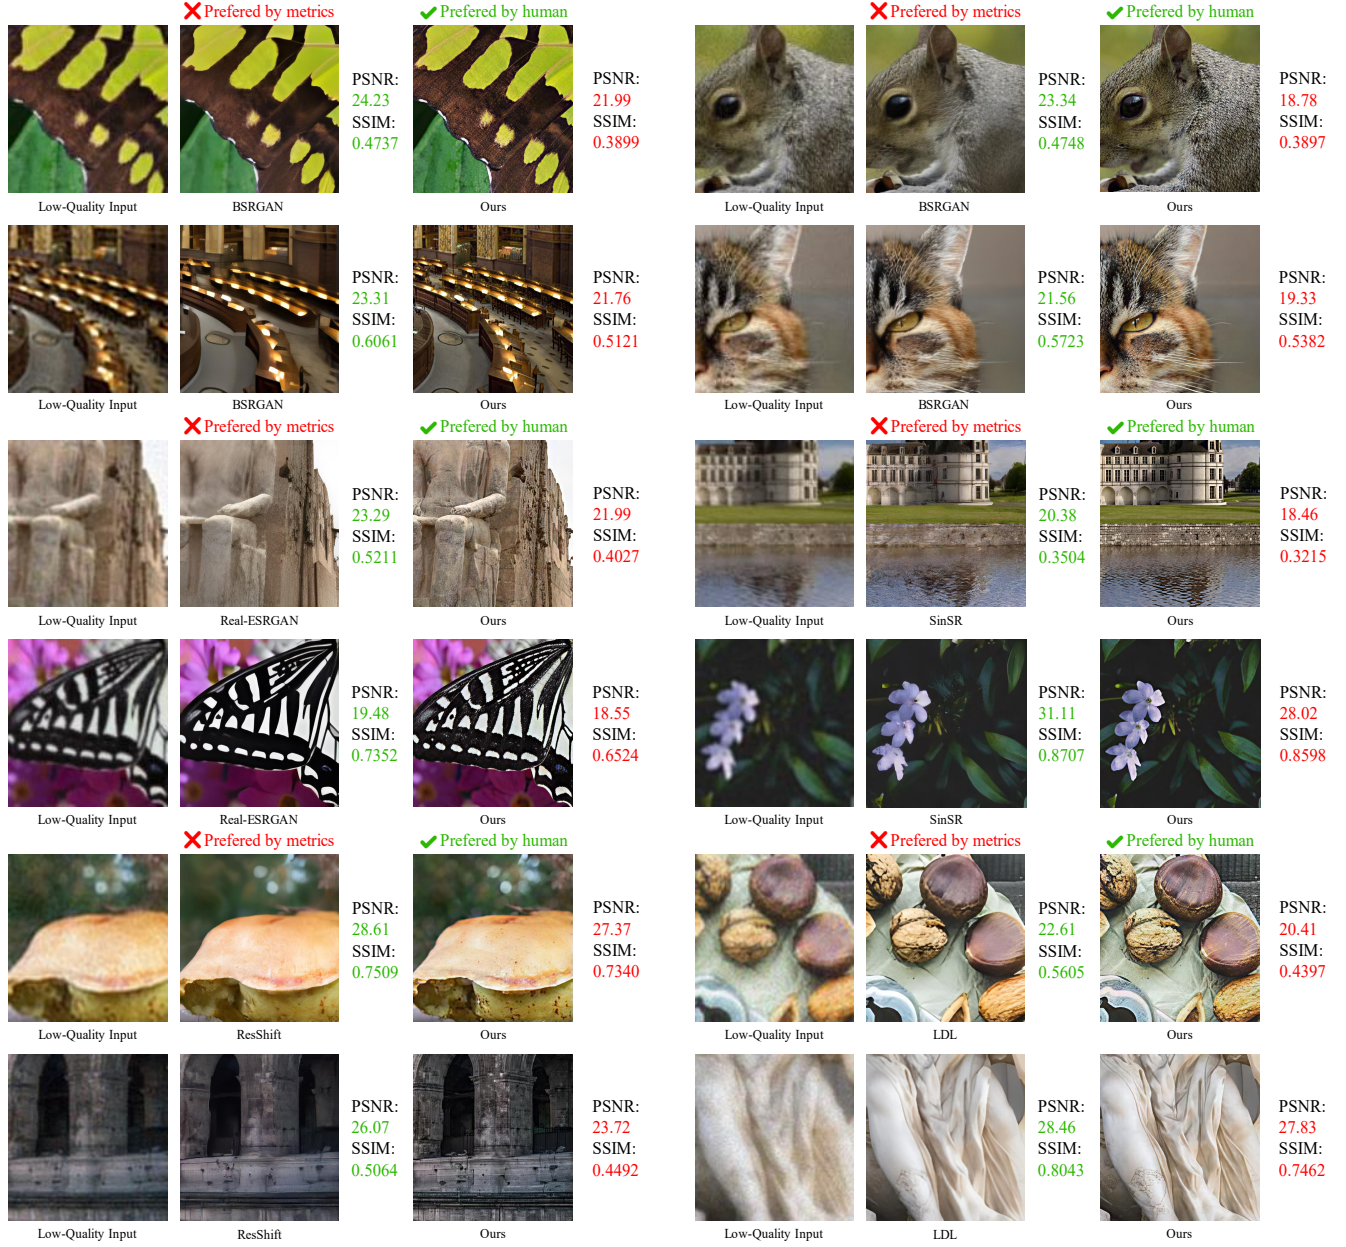 Prefered by metrics
Prefered by human
Prefered by metrics
Prefered by human
PSNR:
24.23
SSIM:
0.4737
PSNR:
21.99
SSIM:
0.3899
PSNR:
23.34
SSIM:
0.4748
PSNR:
18.78
SSIM:
0.3897
Low-Quality Input
BSRGAN
Ours
Low-Quality Input
BSRGAN
Ours
PSNR:
23.31
SSIM:
0.6061
PSNR:
21.76
SSIM:
0.5121
PSNR:
21.56
SSIM:
0.5723
PSNR:
19.33
SSIM:
0.5382
Low-Quality Input
BSRGAN
Ours
Low-Quality Input
BSRGAN
Ours
Prefered by metrics
Prefered by human
Prefered by metrics
Prefered by human
PSNR:
23.29
SSIM:
0.5211
PSNR:
21.99
SSIM:
0.4027
PSNR:
20.38
SSIM:
0.3504
PSNR:
18.46
SSIM:
0.3215
Low-Quality Input
Real-ESRGAN
Ours
Low-Quality Input
SinSR
Ours
PSNR:
19.48
SSIM:
0.7352
PSNR:
18.55
SSIM:
0.6524
PSNR:
31.11
SSIM:
0.8707
PSNR:
28.02
SSIM:
0.8598
Low-Quality Input
Real-ESRGAN
Ours
Low-Quality Input
SinSR
Ours
Prefered by metrics
Prefered by human
Prefered by metrics
Prefered by human
PSNR:
28.61
SSIM:
0.7509
PSNR:
27.37
SSIM:
0.7340
PSNR:
22.61
SSIM:
0.5605
PSNR:
20.41
SSIM:
0.4397
Low-Quality Input
ResShift
Ours
Low-Quality Input
LDL
Ours
PSNR:
26.07
SSIM:
0.5064
PSNR:
23.72
SSIM:
0.4492
PSNR:
28.46
SSIM:
0.8043
PSNR:
27.83
SSIM:
0.7462
Low-Quality Input
ResShift
Ours
Low-Quality Input
LDL
Ours